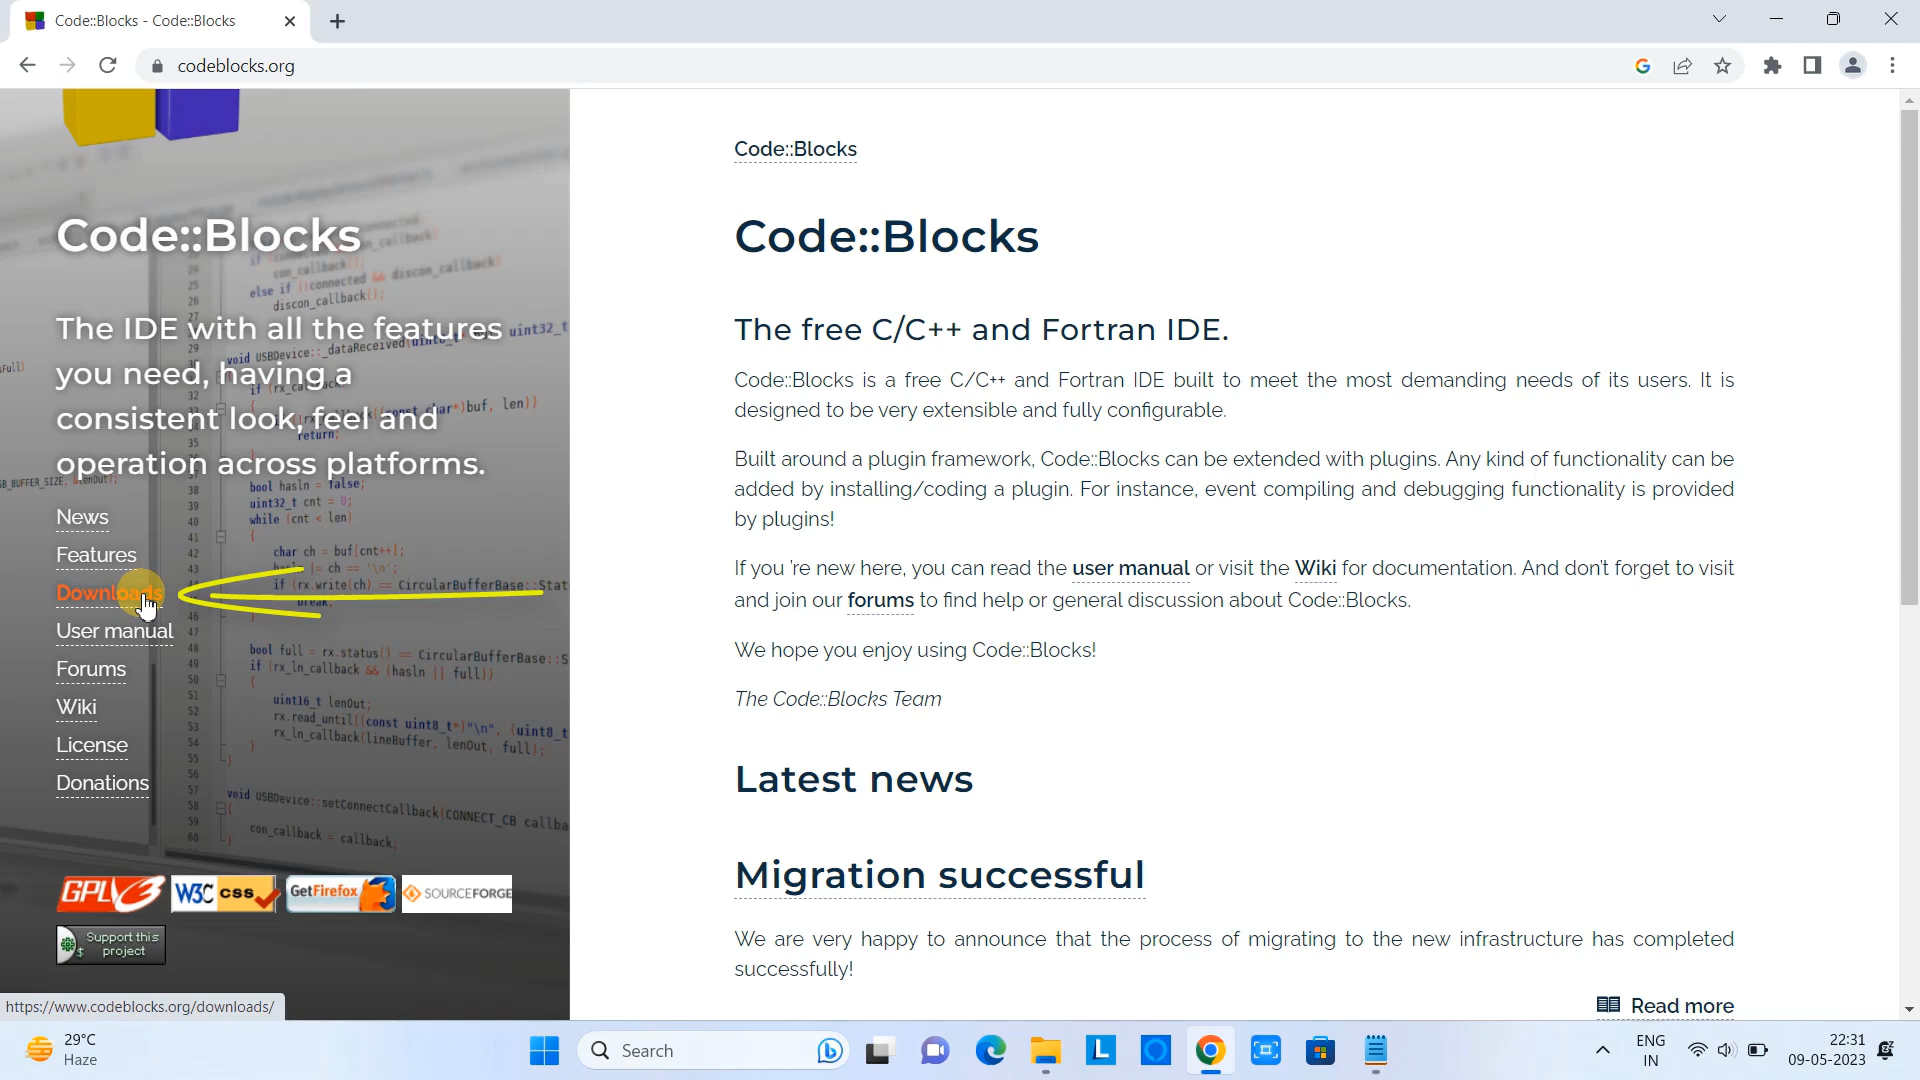 Code::Blocks - Code::Blocks
codeblocks.org
Code::Blocks
The IDE with all the features
you need, having a
consistent look, feel and
operation across platforms.
News
Features
Downloads
User manual
Forums
Wiki
License
Donations
GPL 3
W3C css
GetFirefox
SOURCEFORGE
Support this
project
https://www.codeblocks.org/downloads/
Code::Blocks
Code::Blocks
The free C/C++ and Fortran IDE.
Code::Blocks is a free C/C++ and Fortran IDE built to meet the most demanding needs of its users. It is
designed to be very extensible and fully configurable.
Built around a plugin framework, Code::Blocks can be extended with plugins. Any kind of functionality can be
added by installing/coding a plugin. For instance, event compiling and debugging functionality is provided
by plugins!
If you 're new here, you can read the user manual or visit the Wiki for documentation. And don't forget to visit
and join our forums to find help or general discussion about Code::Blocks.
We hope you enjoy using Code::Blocks!
The Code::Blocks Team
Latest news
Migration successful
We are very happy to announce that the process of migrating to the new infrastructure has completed
successfully!
Read more
29°C
Haze
Search
ENG
IN
22:31
09-05-2023